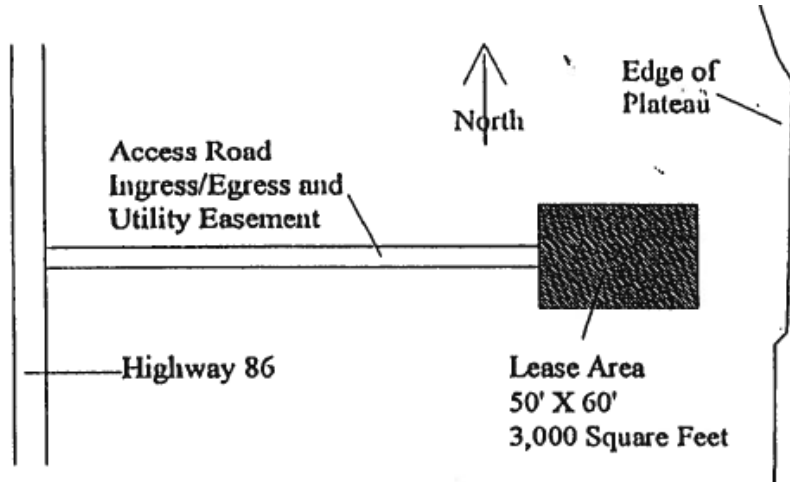 Edge of
Plateau
North
Access Road
Ingress/Egress and
Utility Easement
Highway 86
Lease Area
50' X 60'
3,000 Square Feet